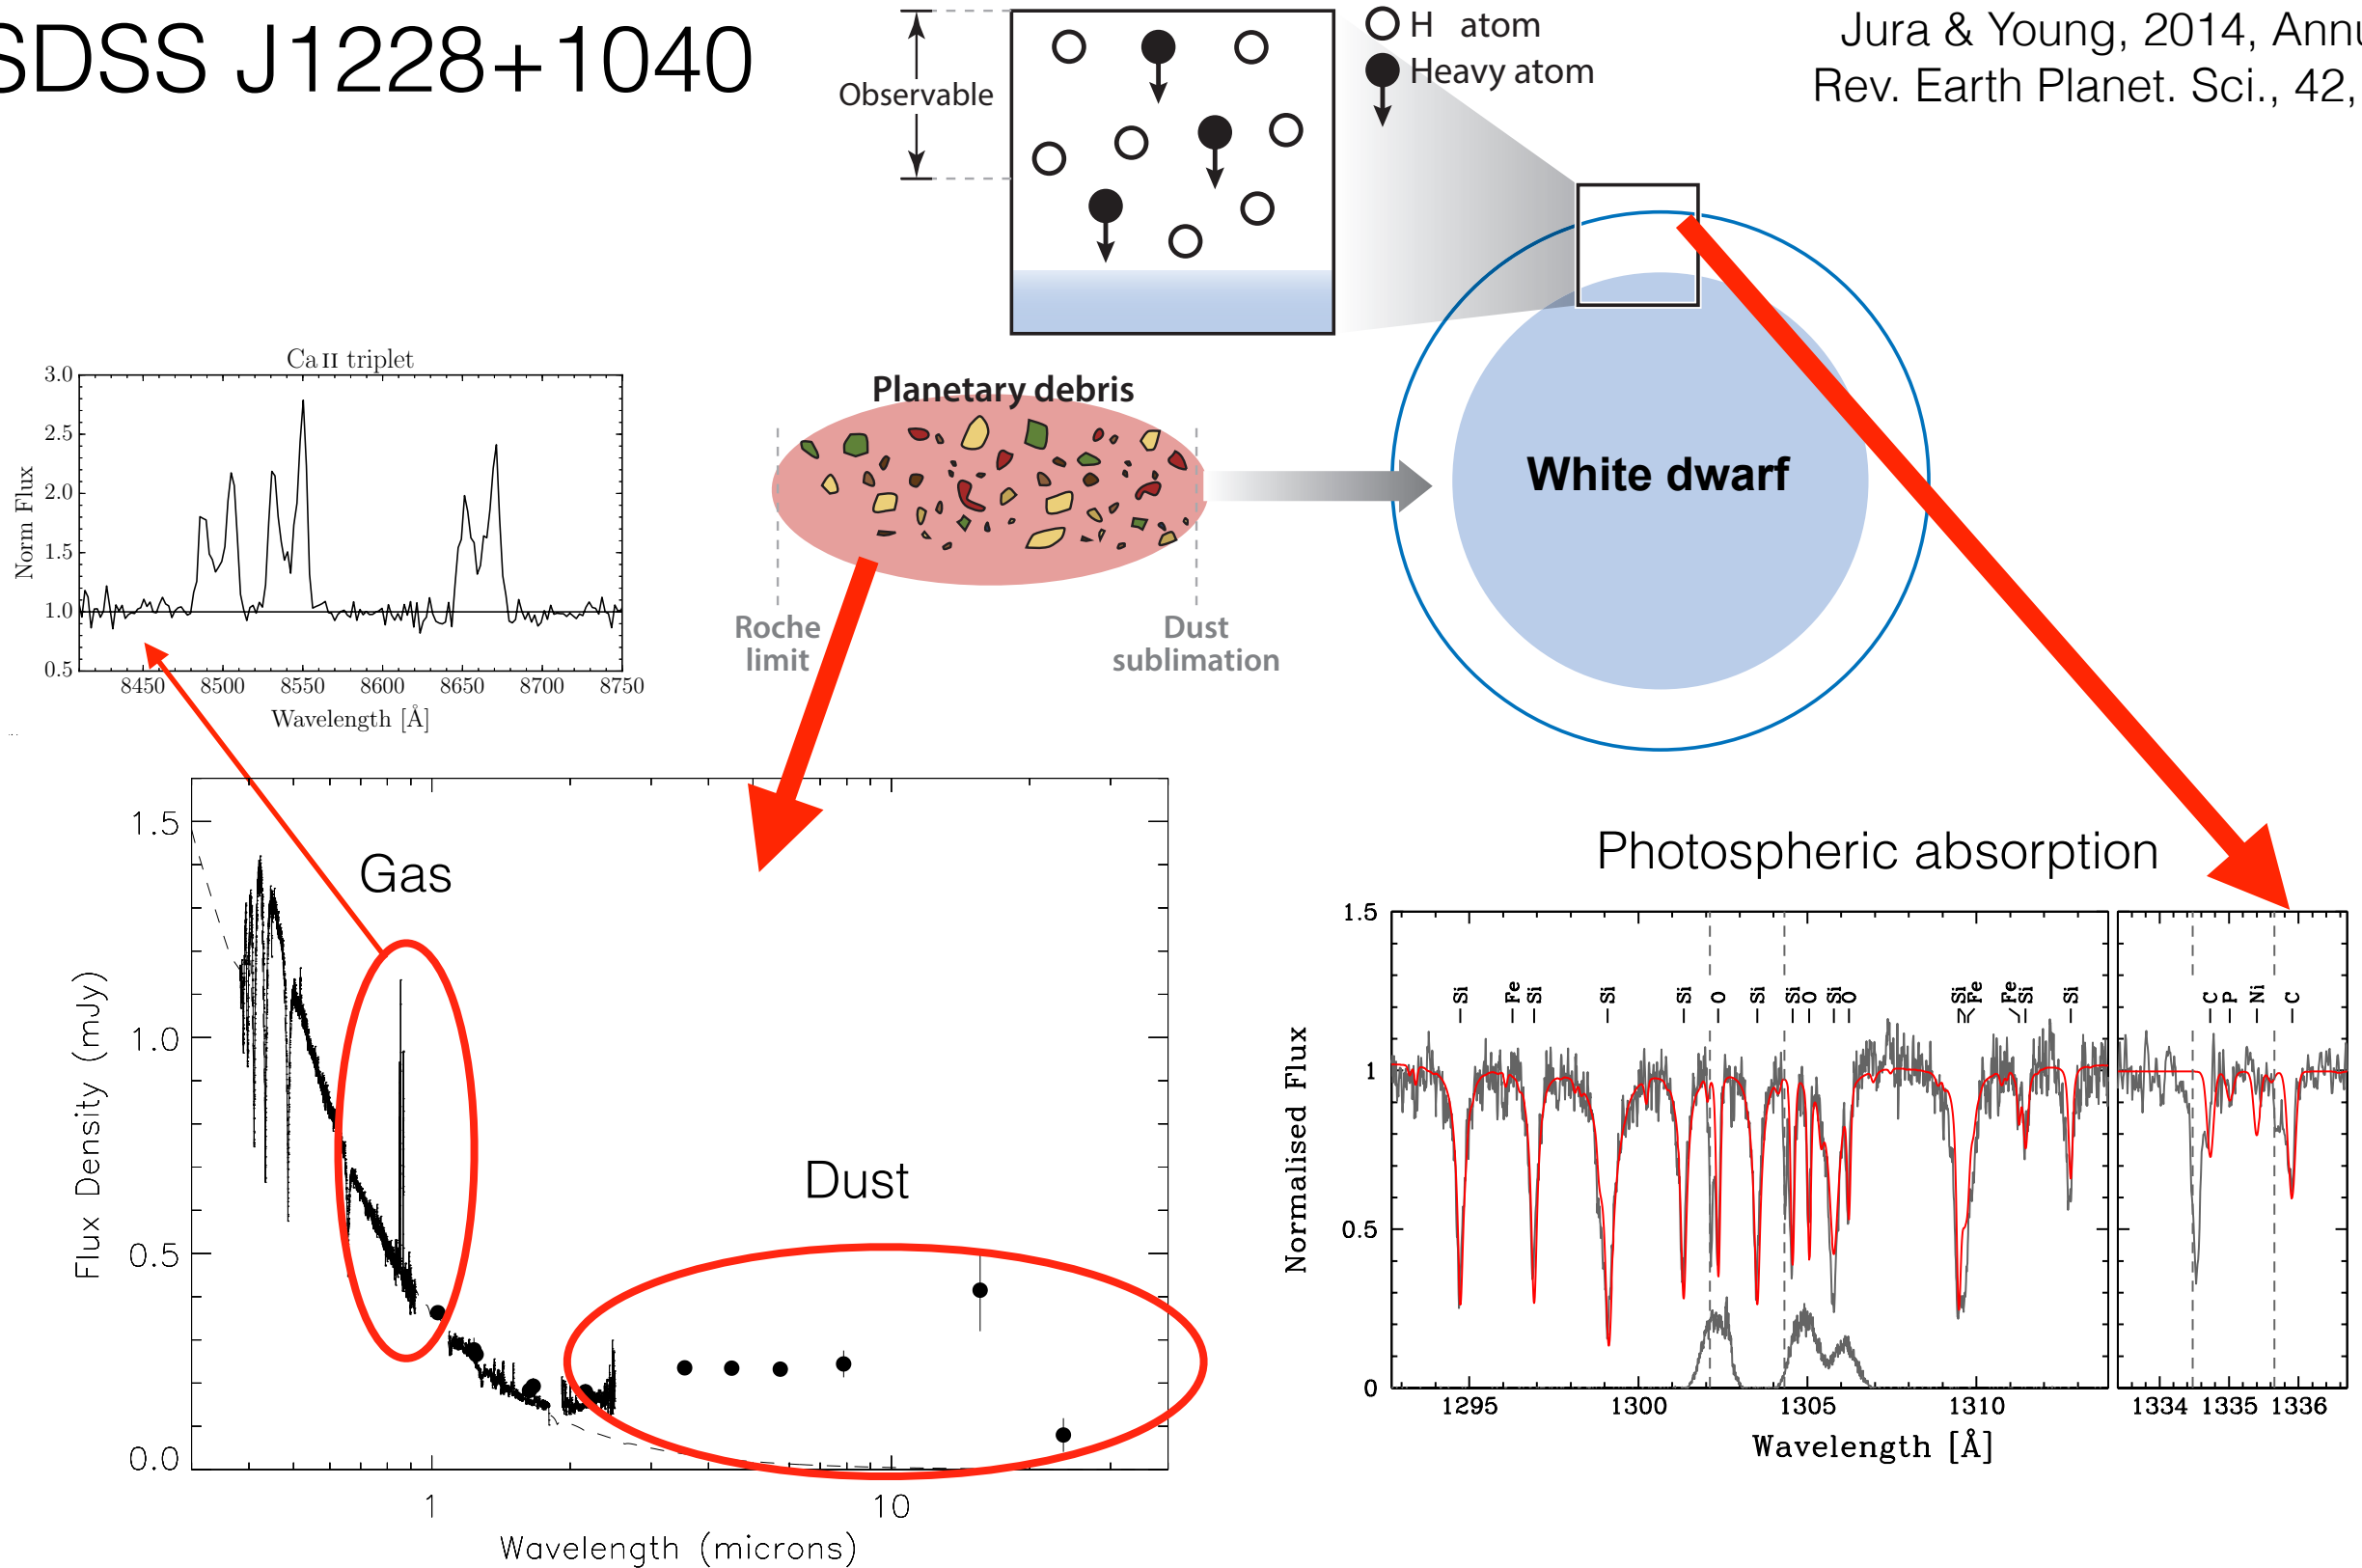 SDSS J1228+1040
Observable
H atom
Heavy atom
Jura & Young, 2014, Annu
Rev. Earth Planet. Sci., 42,
Ca II triplet
3.0
2.5
2.0
1.5
1.0
0.5
Norm Flux
8450 8500 8550 8600 8650 8700 8750
Wavelength [Å]
Planetary debris
Roche
limit
Dust
sublimation
White dwarf
Gas
Dust
1.5
1.0
0.5
0.0
Flux Density (mJy)
1 10
Wavelength (microns)
Photospheric absorption
1.5
1
0.5
0
Normalised Flux
Si Fe Si Si Si O Si Si O Si O Si Fe Fe Si Si
C P Ni C
1295 1300 1305 1310
1334 1335 1336
Wavelength [Å]